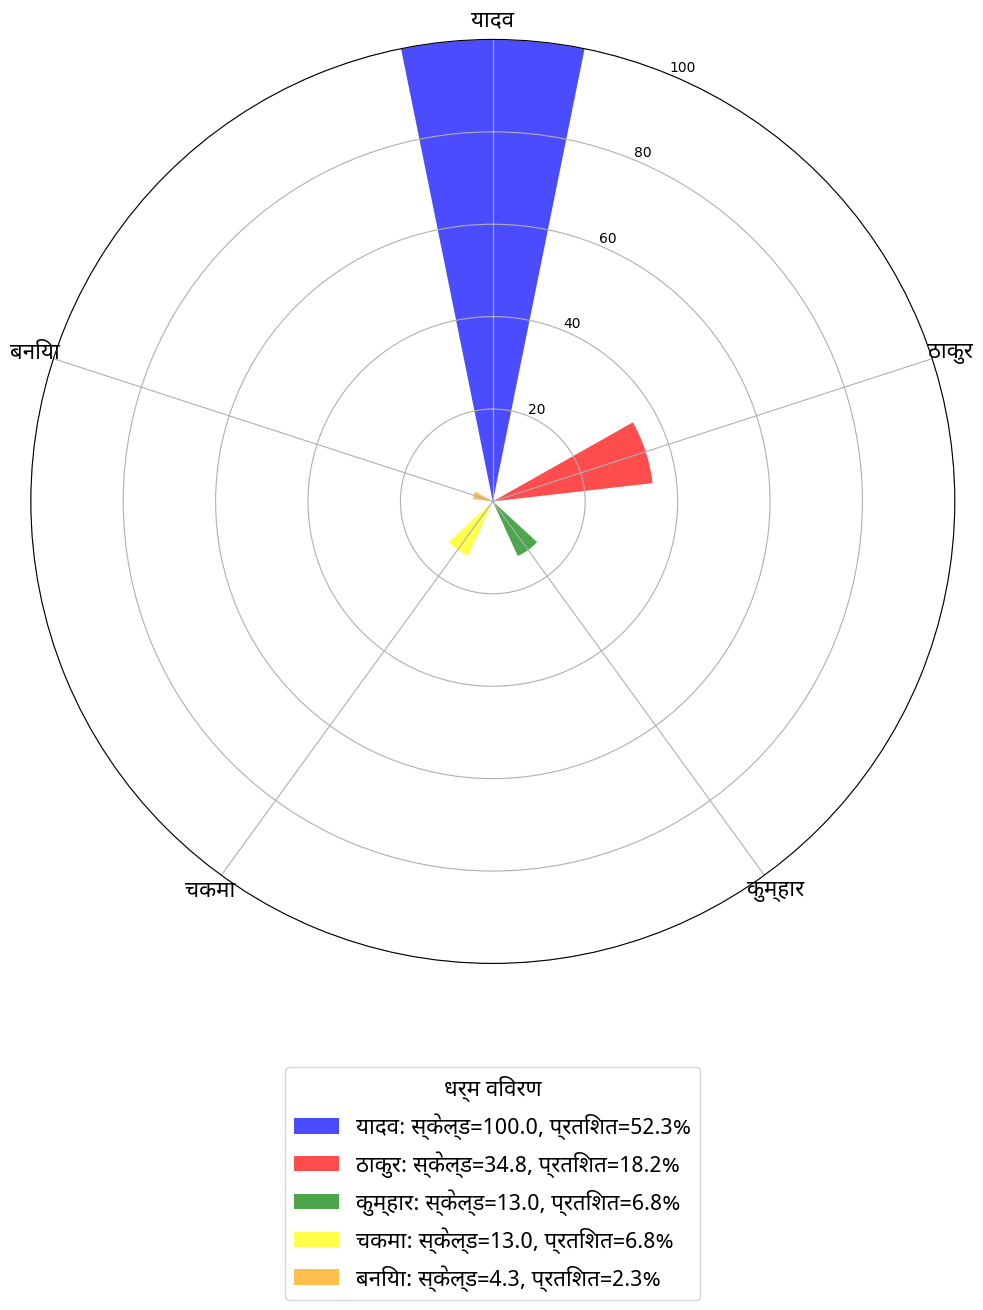 यादव
100
80
60
40
20
बनिया
ठाकुर
चकमा
कुम्हार
धर्म विवरण
यादव: स्केल्ड=100.0, प्रतिशत=52.3%
ठाकुर: स्केल्ड=34.8, प्रतिशत=18.2%
कुम्हार: स्केल्ड=13.0, प्रतिशत=6.8%
चकमा: स्केल्ड=13.0, प्रतिशत=6.8%
बनिया: स्केल्ड=4.3, प्रतिशत=2.3%